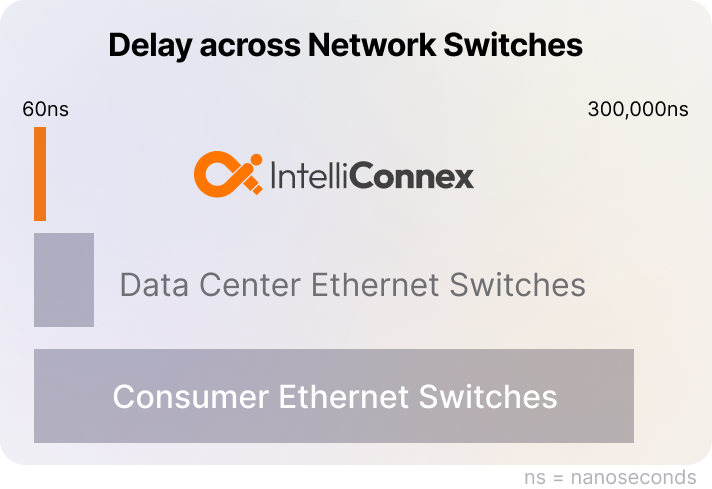 Delay across Network Switches
60ns
300,000ns
IntelliConnex
Data Center Ethernet Switches
Consumer Ethernet Switches
ns = nanoseconds